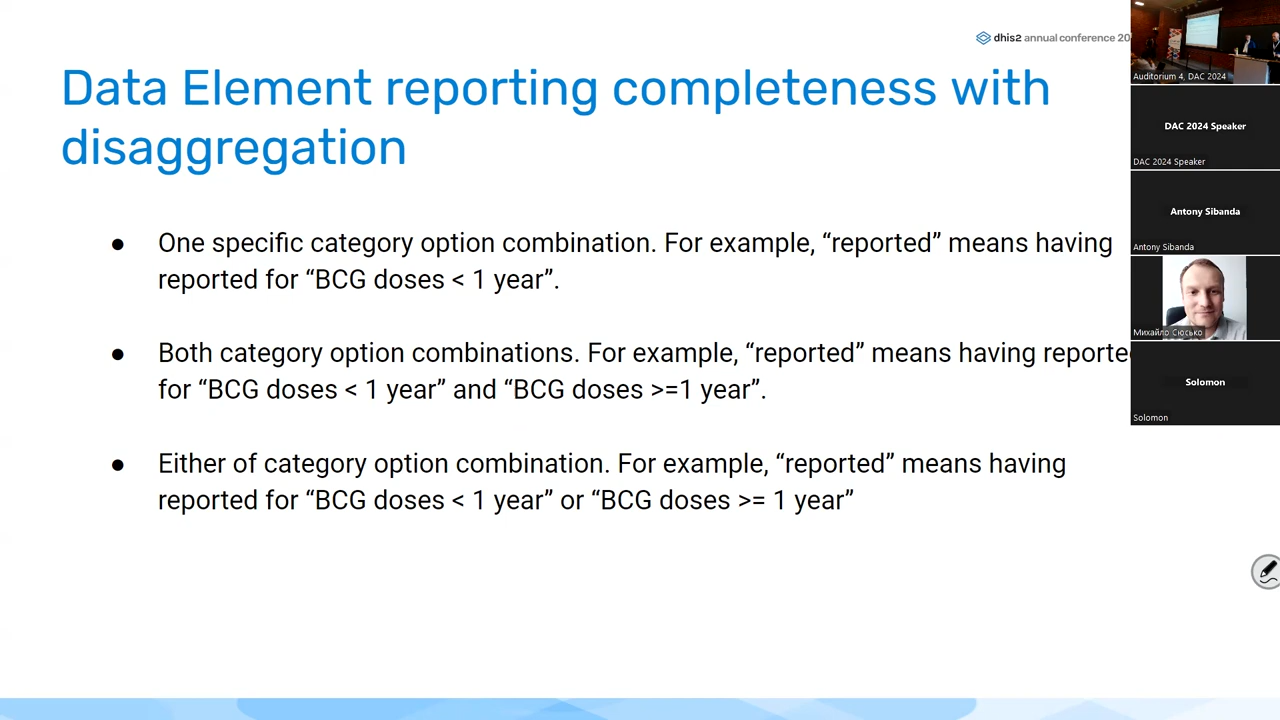 dhis2 annual conference 20
Data Element reporting completeness with
disaggregation
● One specific category option combination. For example, “reported” means having
reported for “BCG doses < 1 year”.
● Both category option combinations. For example, “reported” means having reporte
for “BCG doses < 1 year” and “BCG doses >=1 year”.
● Either of category option combination. For example, “reported” means having
reported for “BCG doses < 1 year” or “BCG doses >= 1 year”
Auditorium 4, DAC 2024
DAC 2024 Speaker
DAC 2024 Speaker
Antony Sibanda
Antony Sibanda
Михайло Сюсько
Solomon
Solomon